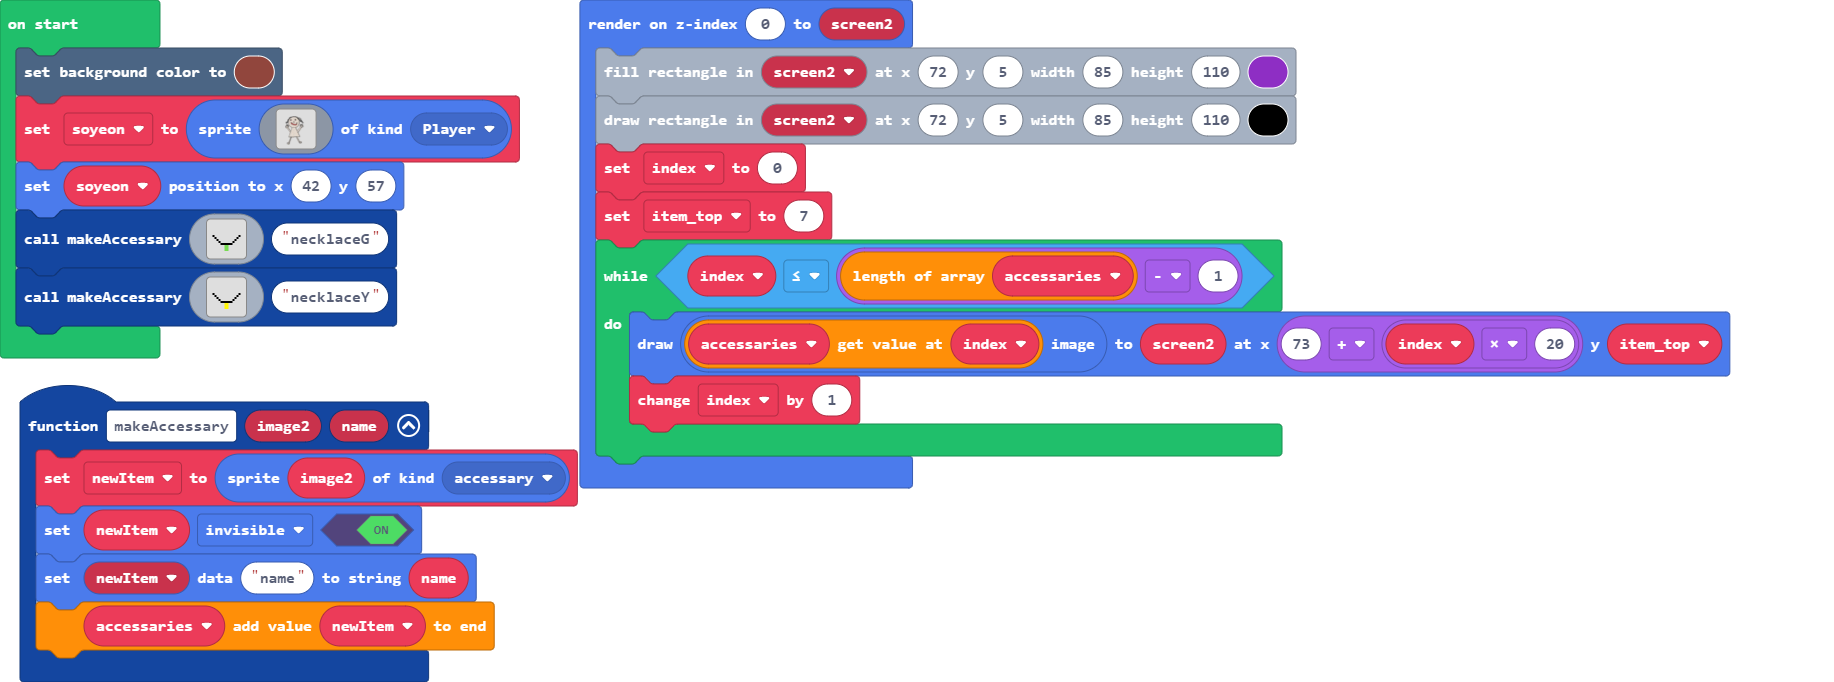 on start
set background color to
set soyeon to sprite of kind Player
set soyeon position to x 42 y 57
call makeAccessary "necklaceG"
call makeAccessary "necklaceY"
function makeAccessary image2 name
set newItem to sprite image2 of kind accessary
set newItem invisible ON
set newItem data "name" to string name
accessaries add value newItem to end
render on z-index 0 to screen2
fill rectangle in screen2 at x 72 y 5 width 85 height 110
draw rectangle in screen2 at x 72 y 5 width 85 height 110
set index to 0
set item_top to 7
while index ≤ length of array accessaries - 1
do
draw accessaries get value at index image to screen2 at x 73 + index × 20 y item_top
change index by 1